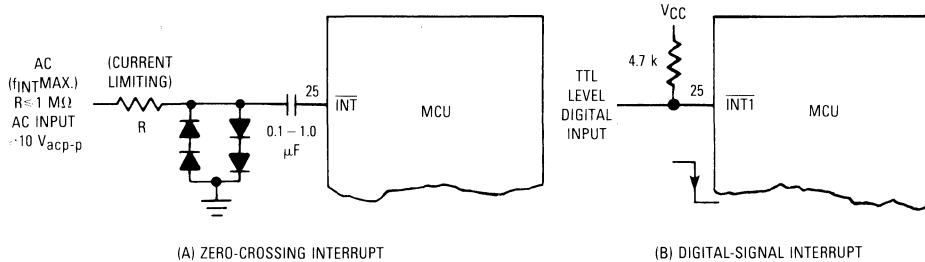 AC
(fINTMAX.)
R≤1 MΩ
AC INPUT
10 Vacp-p
(CURRENT
LIMITING)
R
0.1 – 1.0
µF
25
INT
MCU
(A) ZERO-CROSSING INTERRUPT
VCC
4.7 k
TTL
LEVEL
DIGITAL
INPUT
25
INT1
MCU
(B) DIGITAL-SIGNAL INTERRUPT